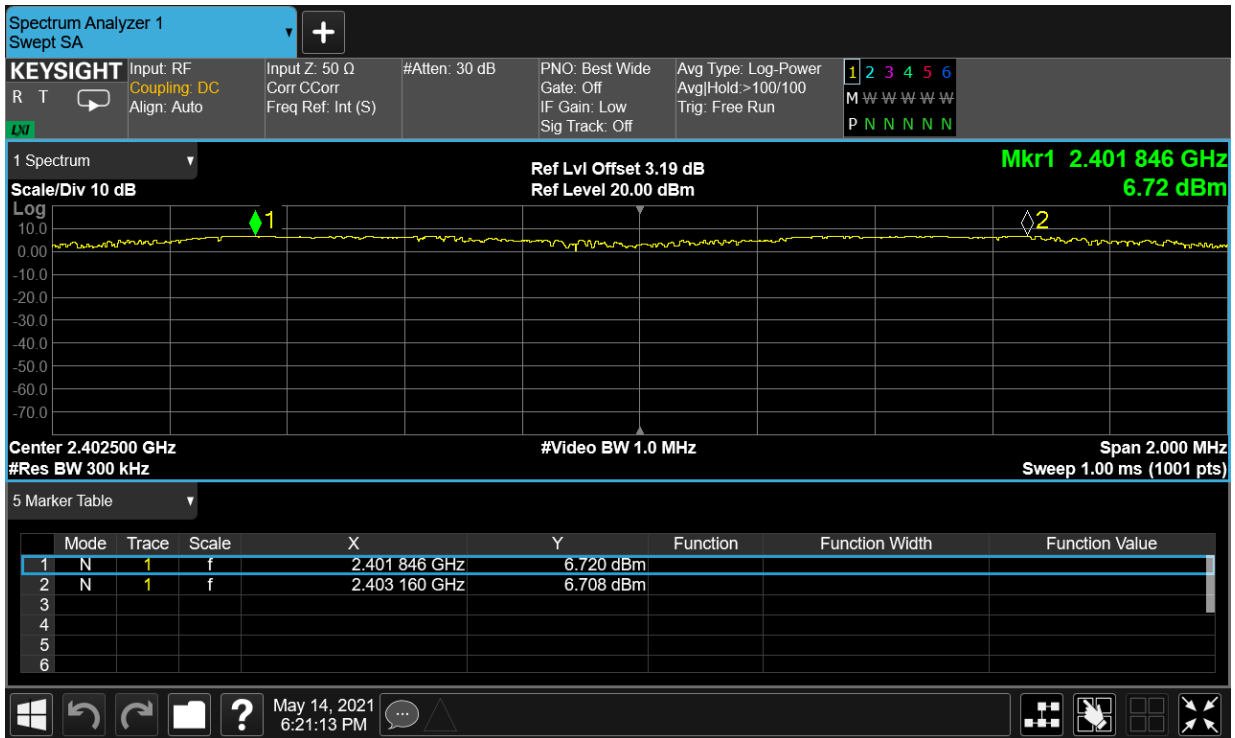 Spectrum Analyzer 1
Swept SA
+
KEYSIGHT
R T
LXI
Input: RF
Coupling: DC
Align: Auto
Input Z: 50 Ω
Corr CCorr
Freq Ref: Int (S)
#Atten: 30 dB
PNO: Best Wide
Gate: Off
IF Gain: Low
Sig Track: Off
Avg Type: Log-Power
Avg|Hold:>100/100
Trig: Free Run
1 2 3 4 5 6
M W W W W W
P N N N N N
1 Spectrum
Scale/Div 10 dB
Ref Lvl Offset 3.19 dB
Ref Level 20.00 dBm
Mkr1 2.401 846 GHz
6.72 dBm
Log
1
2
10.0
0.00
-10.0
-20.0
-30.0
-40.0
-50.0
-60.0
-70.0
Center 2.402500 GHz
#Video BW 1.0 MHz
Span 2.000 MHz
#Res BW 300 kHz
Sweep 1.00 ms (1001 pts)
5 Marker Table
Mode Trace Scale X Y Function Function Width Function Value
1 N 1 f 2.401 846 GHz 6.720 dBm
2 N 1 f 2.403 160 GHz 6.708 dBm
3
4
5
6
?
May 14, 2021
6:21:13 PM